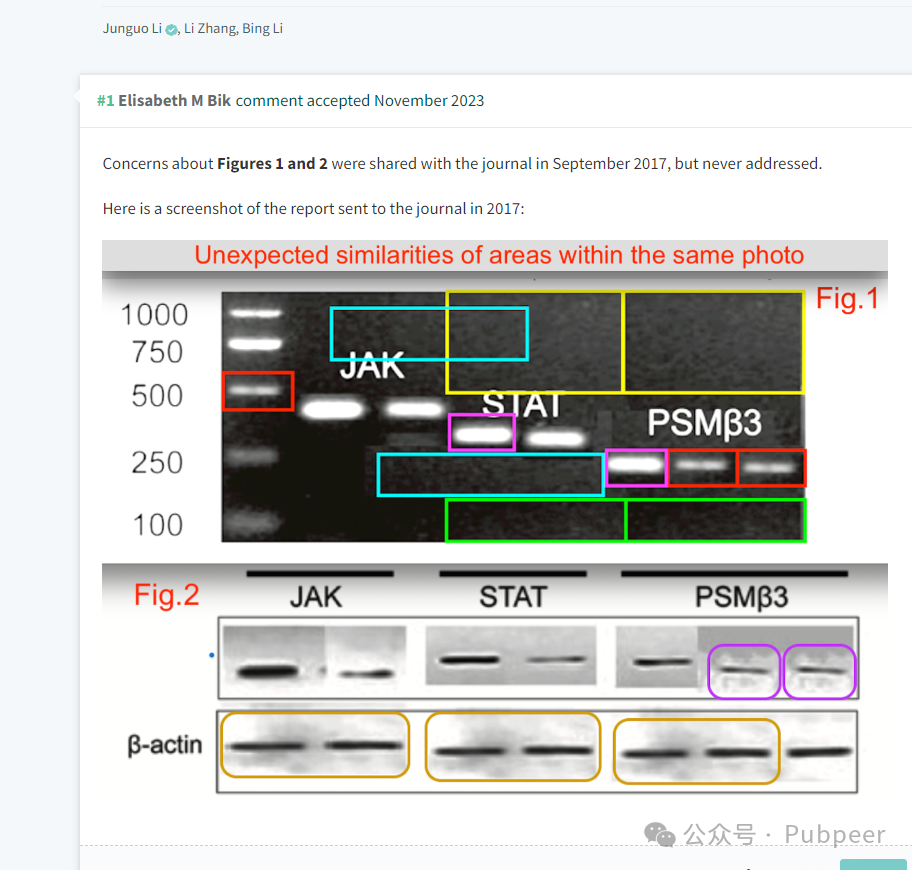 Junguo Li, Li Zhang, Bing Li
#1 Elisabeth M Bik comment accepted November 2023
Concerns about Figures 1 and 2 were shared with the journal in September 2017, but never addressed.
Here is a screenshot of the report sent to the journal in 2017:
Unexpected similarities of areas within the same photo
Fig.1
1000
750
JAK
500
STAT
PSMβ3
250
100
Fig.2
JAK STAT PSMβ3
β-actin
公众号 · Pubpeer